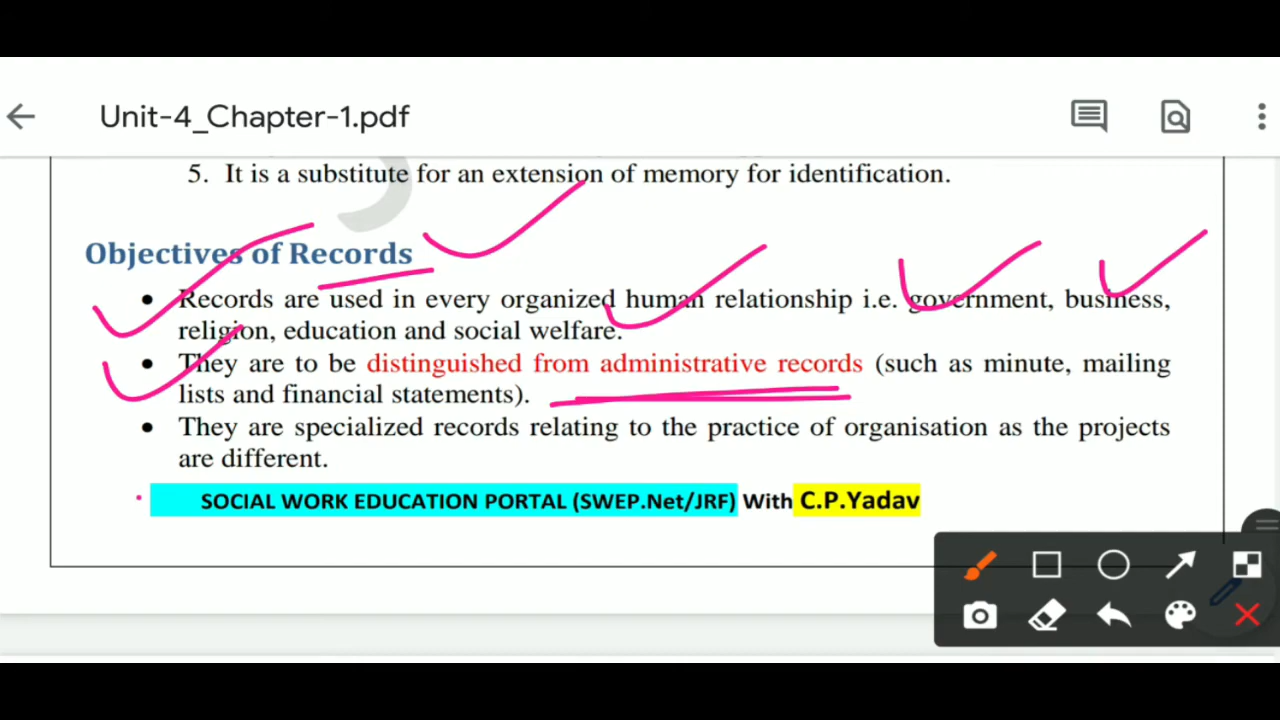 Unit-4_Chapter-1.pdf
5. It is a substitute for an extension of memory for identification.
Objectives of Records
• Records are used in every organized human relationship i.e. government, business,
religion, education and social welfare.
• They are to be distinguished from administrative records (such as minute, mailing
lists and financial statements).
• They are specialized records relating to the practice of organisation as the projects
are different.
SOCIAL WORK EDUCATION PORTAL (SWEP.Net/JRF) With C.P.Yadav